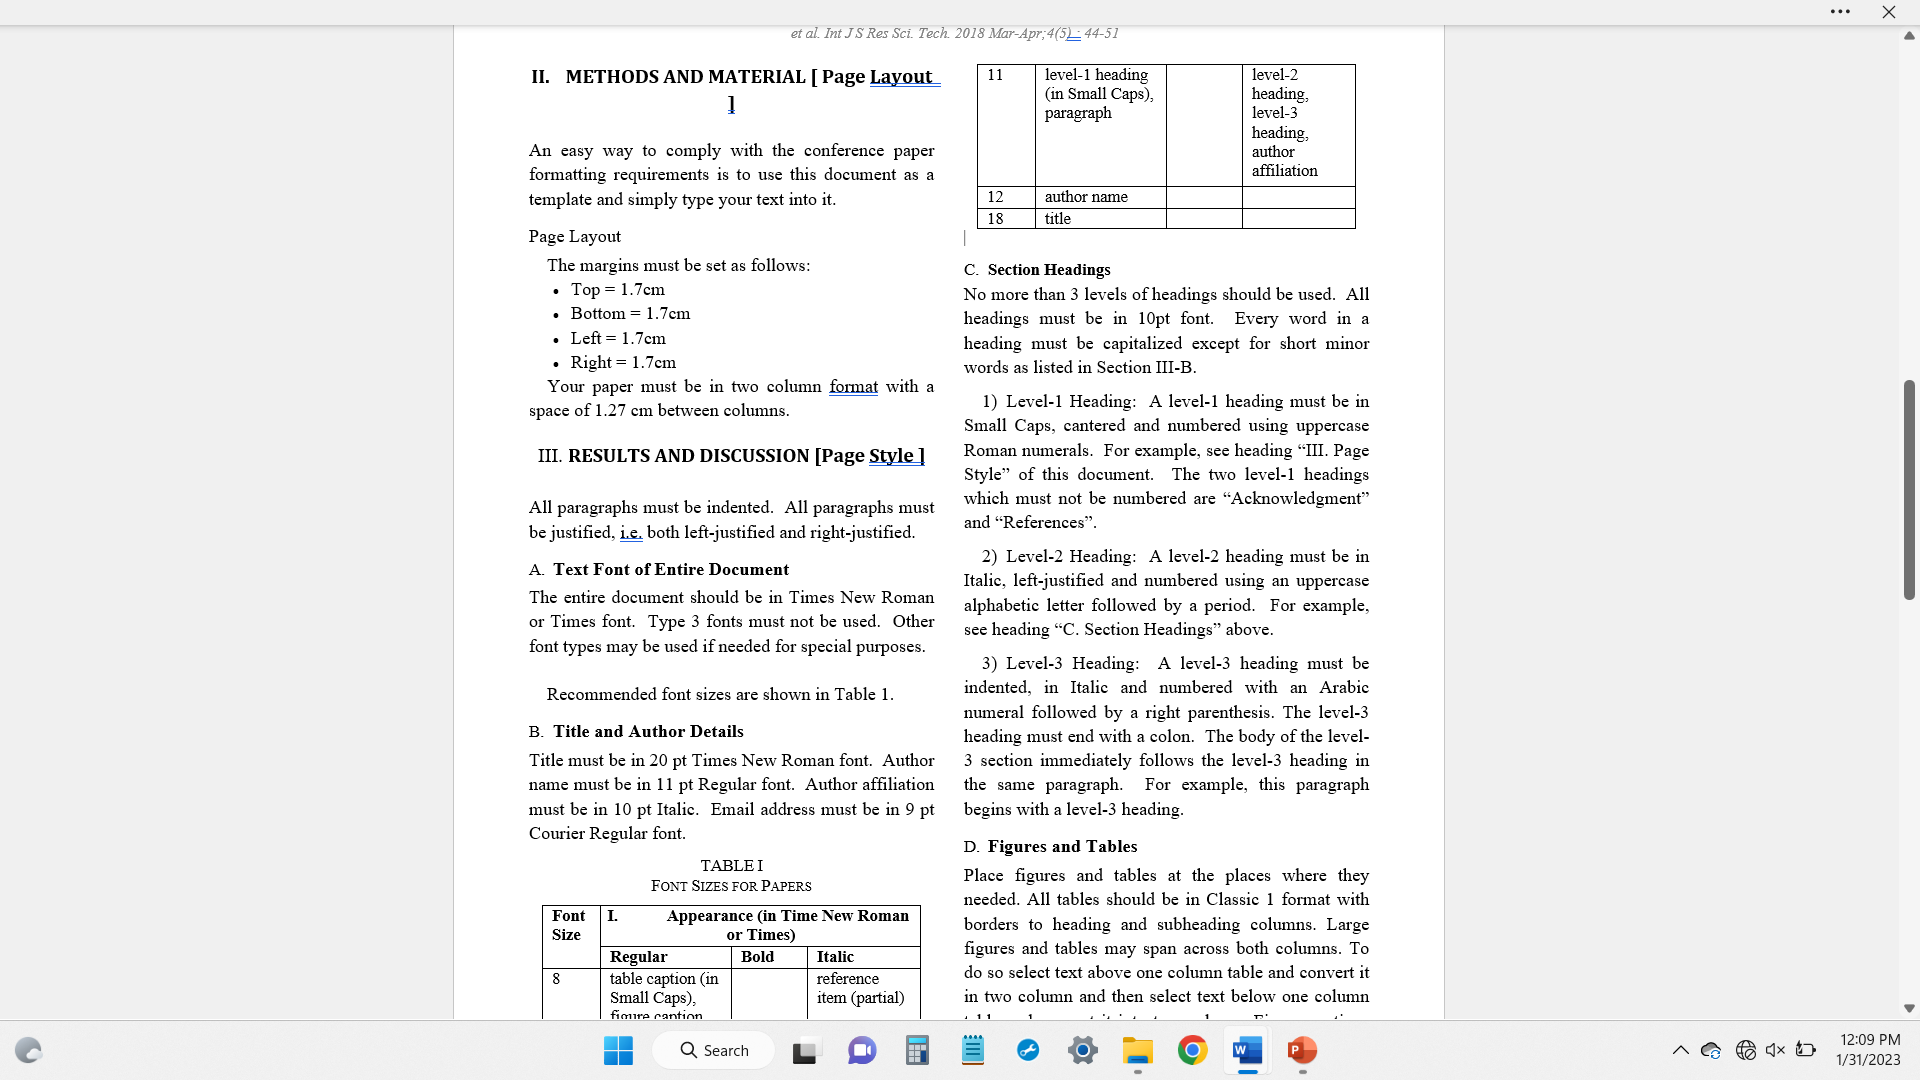 et al. Int J S Res Sci. Tech. 2018 Mar-Apr;4(5) : 44-51
II. METHODS AND MATERIAL [ Page Layout
]
An easy way to comply with the conference paper
formatting requirements is to use this document as a
template and simply type your text into it.
Page Layout
The margins must be set as follows:
• Top = 1.7cm
• Bottom = 1.7cm
• Left = 1.7cm
• Right = 1.7cm
Your paper must be in two column format with a
space of 1.27 cm between columns.
III. RESULTS AND DISCUSSION [Page Style ]
All paragraphs must be indented. All paragraphs must
be justified, i.e. both left-justified and right-justified.
A. Text Font of Entire Document
The entire document should be in Times New Roman
or Times font. Type 3 fonts must not be used. Other
font types may be used if needed for special purposes.
Recommended font sizes are shown in Table 1.
B. Title and Author Details
Title must be in 20 pt Times New Roman font. Author
name must be in 11 pt Regular font. Author affiliation
must be in 10 pt Italic. Email address must be in 9 pt
Courier Regular font.
TABLE I
FONT SIZES FOR PAPERS
Font I. Appearance (in Time New Roman
Size or Times)
Regular Bold Italic
8 table caption (in reference
Small Caps), item (partial)
figure caption
11 level-1 heading level-2
(in Small Caps), heading,
paragraph level-3
heading,
author
affiliation
12 author name
18 title
C. Section Headings
No more than 3 levels of headings should be used. All
headings must be in 10pt font. Every word in a
heading must be capitalized except for short minor
words as listed in Section III-B.
1) Level-1 Heading: A level-1 heading must be in
Small Caps, cantered and numbered using uppercase
Roman numerals. For example, see heading “III. Page
Style” of this document. The two level-1 headings
which must not be numbered are “Acknowledgment”
and “References”.
2) Level-2 Heading: A level-2 heading must be in
Italic, left-justified and numbered using an uppercase
alphabetic letter followed by a period. For example,
see heading “C. Section Headings” above.
3) Level-3 Heading: A level-3 heading must be
indented, in Italic and numbered with an Arabic
numeral followed by a right parenthesis. The level-3
heading must end with a colon. The body of the level-
3 section immediately follows the level-3 heading in
the same paragraph. For example, this paragraph
begins with a level-3 heading.
D. Figures and Tables
Place figures and tables at the places where they
needed. All tables should be in Classic 1 format with
borders to heading and subheading columns. Large
figures and tables may span across both columns. To
do so select text above one column table and convert it
in two column and then select text below one column
Search
12:09 PM
1/31/2023